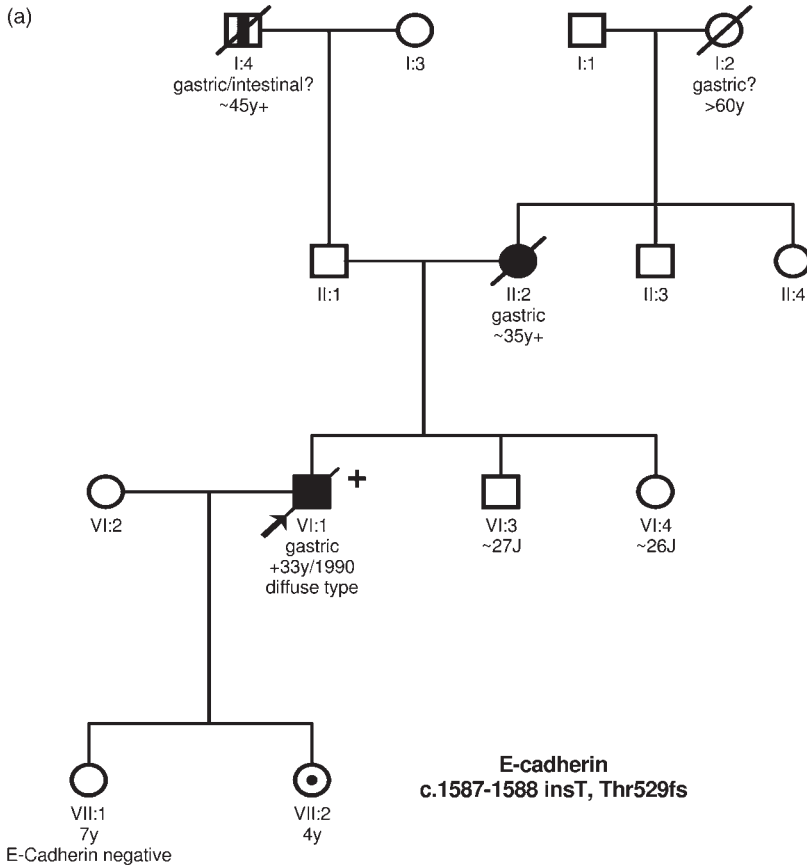 (a)
I:4
gastric/intestinal?
~45y+
I:3
I:1
I:2
gastric?
>60y
II:1
II:2
gastric
~35y+
II:3
II:4
VI:2
+
VI:1
gastric
+33y/1990
diffuse type
VI:3
~27J
VI:4
~26J
VII:1
7y
E-Cadherin negative
VII:2
4y
E-cadherin
c.1587-1588 insT, Thr529fs